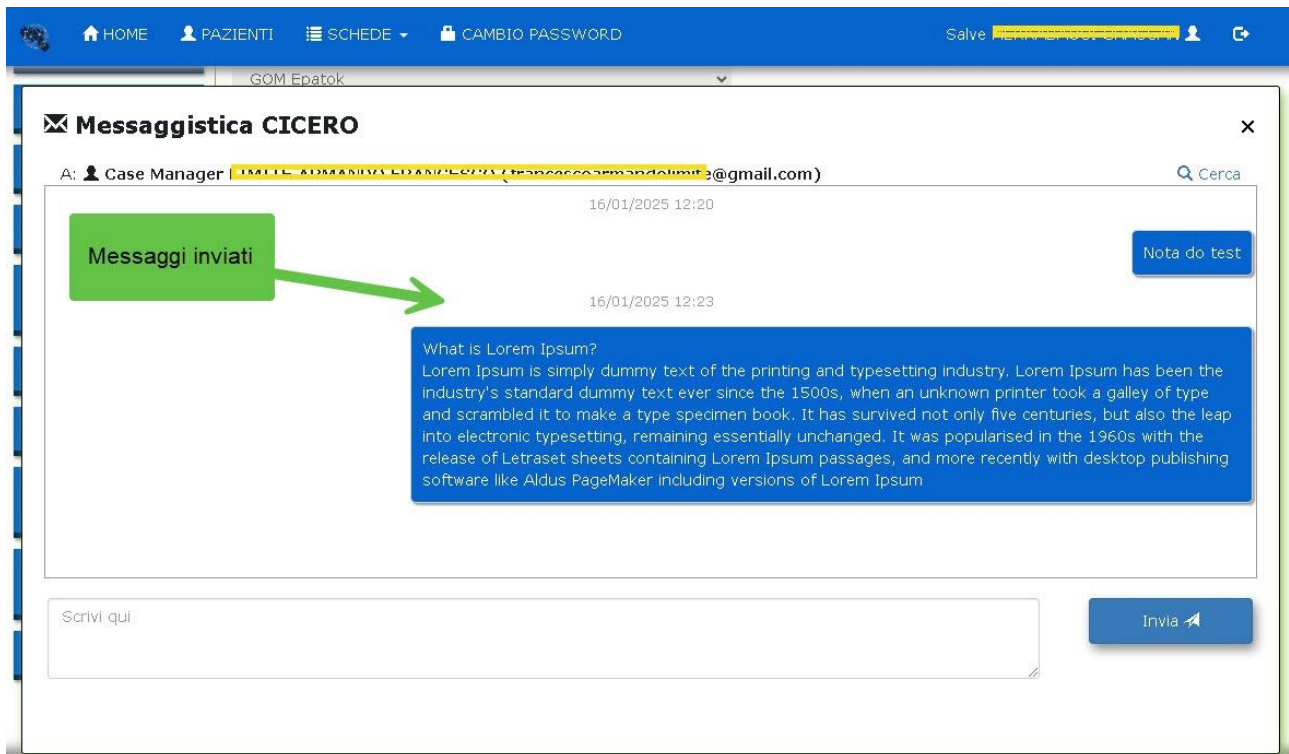 HOME PAZIENTI SCHEDE CAMBIO PASSWORD Salve
GOM Epatok
Messaggistica CICERO ×
A: Case Manager @gmail.com) Cerca
16/01/2025 12:20
Messaggi inviati
Nota do test
16/01/2025 12:23
What is Lorem Ipsum?
Lorem Ipsum is simply dummy text of the printing and typesetting industry. Lorem Ipsum has been the
industry's standard dummy text ever since the 1500s, when an unknown printer took a galley of type
and scrambled it to make a type specimen book. It has survived not only five centuries, but also the leap
into electronic typesetting, remaining essentially unchanged. It was popularised in the 1960s with the
release of Letraset sheets containing Lorem Ipsum passages, and more recently with desktop publishing
software like Aldus PageMaker including versions of Lorem Ipsum
Scrivi qui
Invia